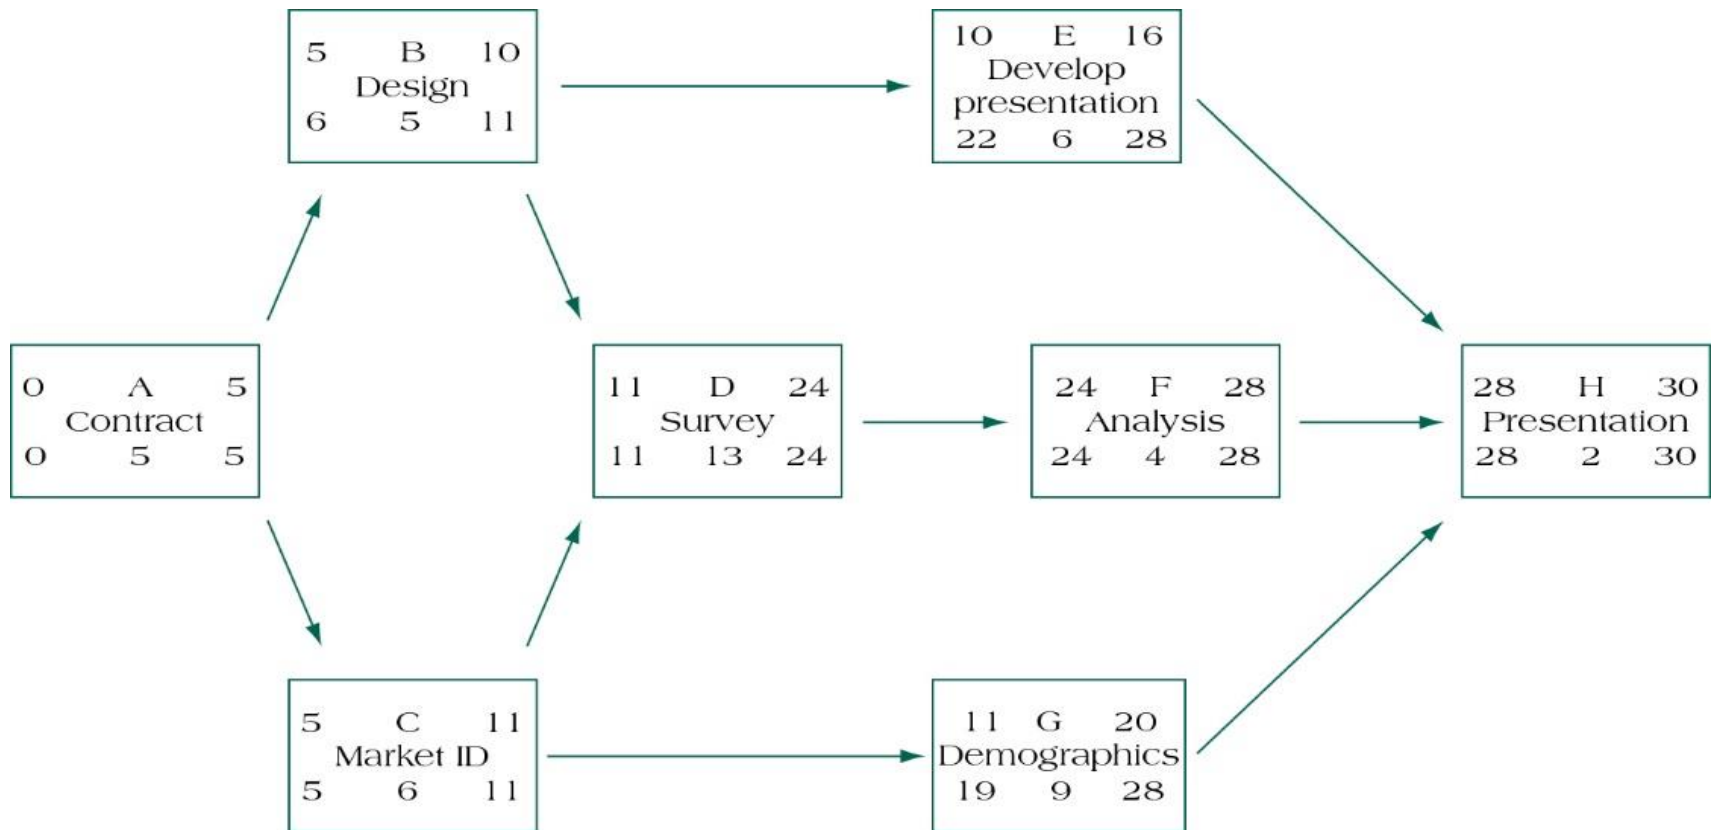 5 B 10
Design
6 5 11
10 E 16
Develop
presentation
22 6 28
0 A 5
Contract
0 5 5
11 D 24
Survey
11 13 24
24 F 28
Analysis
24 4 28
28 H 30
Presentation
28 2 30
5 C 11
Market ID
5 6 11
11 G 20
Demographics
19 9 28